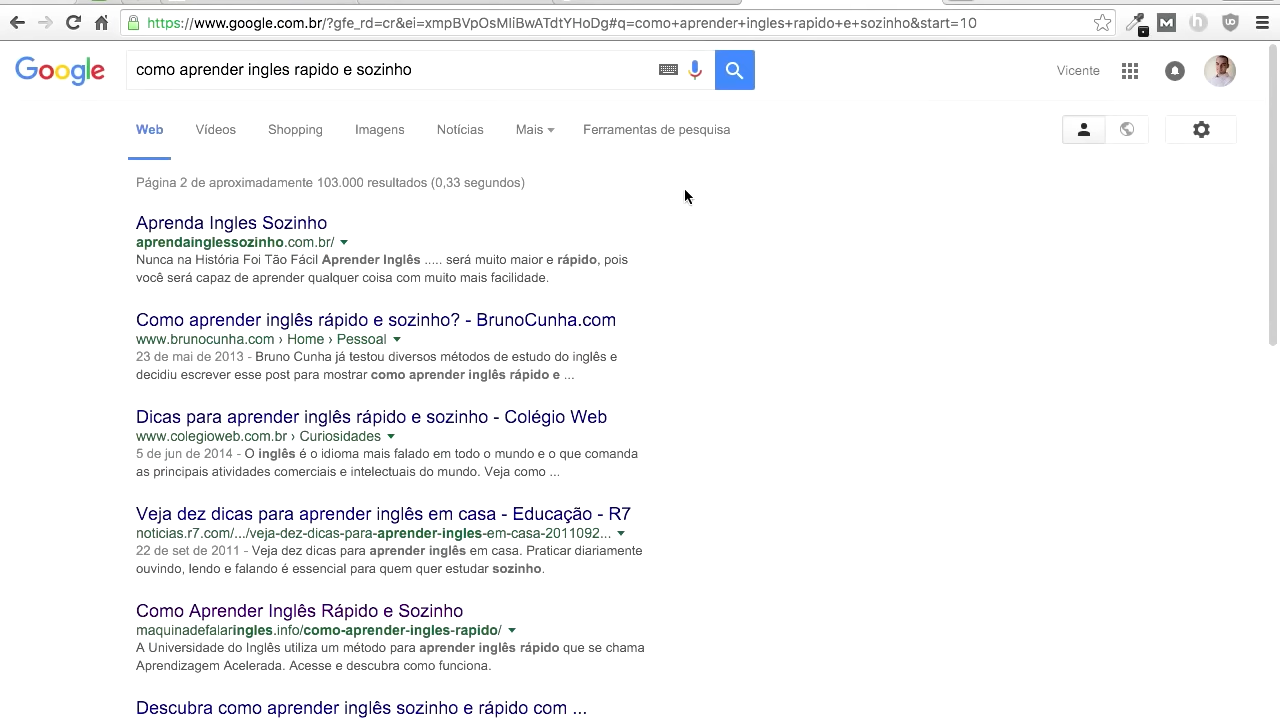 https://www.google.com.br/?gfe_rd=cr&ei=xmpBVpOsMIiBwATdtYHoDg#q=como+aprender+ingles+rapido+e+sozinho&start=10
Google
como aprender ingles rapido e sozinho
Vicente
Web Vídeos Shopping Imagens Notícias Mais Ferramentas de pesquisa
Página 2 de aproximadamente 103.000 resultados (0,33 segundos)
Aprenda Ingles Sozinho
aprendainglessozinho.com.br/
Nunca na História Foi Tão Fácil Aprender Inglês ..... será muito maior e rápido, pois
você será capaz de aprender qualquer coisa com muito mais facilidade.
Como aprender inglês rápido e sozinho? - BrunoCunha.com
www.brunocunha.com › Home › Pessoal
23 de mai de 2013 - Bruno Cunha já testou diversos métodos de estudo do inglês e
decidiu escrever esse post para mostrar como aprender inglês rápido e ...
Dicas para aprender inglês rápido e sozinho - Colégio Web
www.colegioweb.com.br › Curiosidades
5 de jun de 2014 - O inglês é o idioma mais falado em todo o mundo e o que comanda
as principais atividades comerciais e intelectuais do mundo. Veja como ...
Veja dez dicas para aprender inglês em casa - Educação - R7
noticias.r7.com/.../veja-dez-dicas-para-aprender-ingles-em-casa-2011092...
22 de set de 2011 - Veja dez dicas para aprender inglês em casa. Praticar diariamente
ouvindo, lendo e falando é essencial para quem quer estudar sozinho.
Como Aprender Inglês Rápido e Sozinho
maquinadefalaringles.info/como-aprender-ingles-rapido/
A Universidade do Inglês utiliza um método para aprender inglês rápido que se chama
Aprendizagem Acelerada. Acesse e descubra como funciona.
Descubra como aprender inglês sozinho e rápido com ...